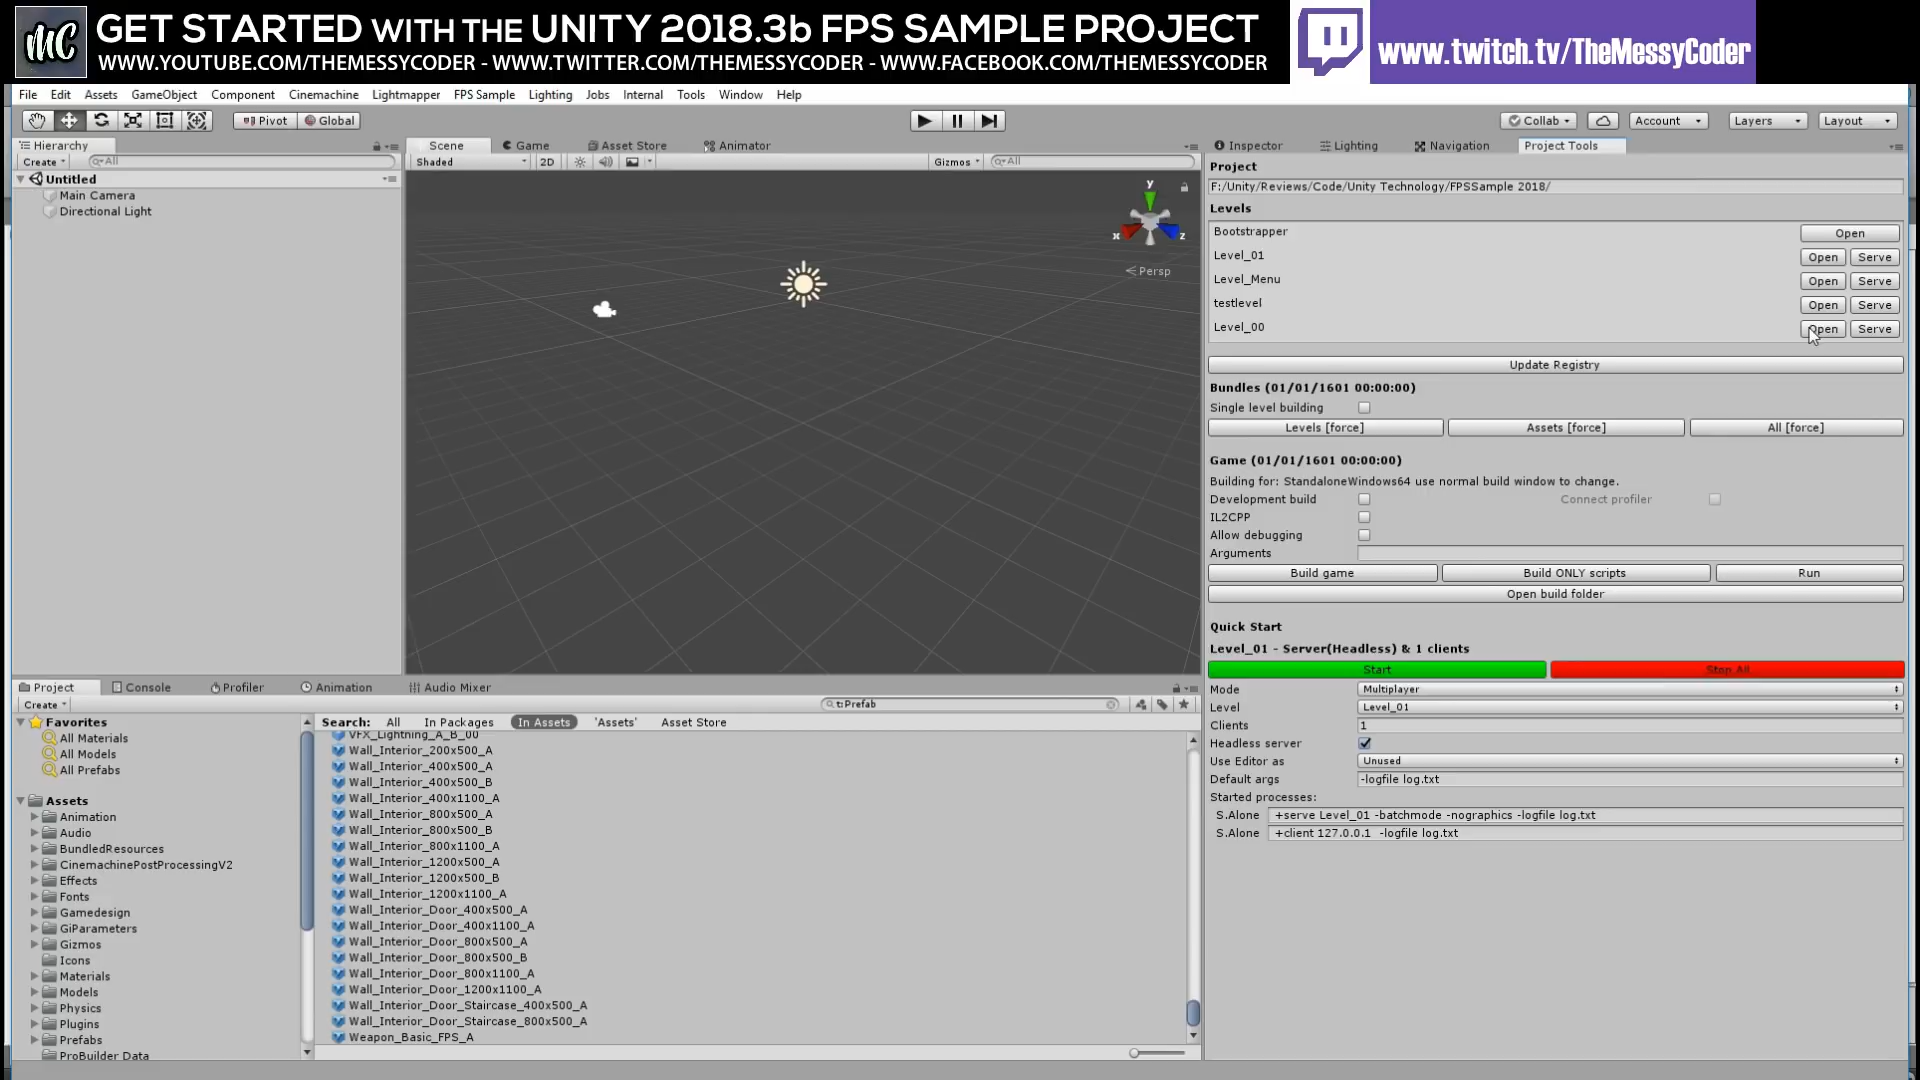 MC GET STARTED WITH THE UNITY 2018.3b FPS SAMPLE PROJECT
WWW.YOUTUBE.COM/THEMESSYCODER - WWW.TWITTER.COM/THEMESSYCODER - WWW.FACEBOOK.COM/THEMESSYCODER
www.twitch.tv/TheMessyCoder
File Edit Assets GameObject Component Cinemachine Lightmapper FPS Sample Lighting Jobs Internal Tools Window Help
Pivot Global Collab Account Layers Layout
Hierarchy
Create All
Untitled
Main Camera
Directional Light
Scene Game Asset Store Animator
Shaded 2D Gizmos All
y
x z
Persp
Inspector Lighting Navigation Project Tools
Project
F:/Unity/Reviews/Code/Unity Technology/FPSSample 2018/
Levels
Bootstrapper Open
Level_01 Open Serve
Level_Menu Open Serve
testlevel Open Serve
Level_00 Open Serve
Update Registry
Bundles (01/01/1601 00:00:00)
Single level building
Levels [force] Assets [force] All [force]
Game (01/01/1601 00:00:00)
Building for: StandaloneWindows64 use normal build window to change.
Development build Connect profiler
IL2CPP
Allow debugging
Arguments
Build game Build ONLY scripts Run
Open build folder
Quick Start
Level_01 - Server(Headless) & 1 clients
Start Stop All
Mode Multiplayer
Level Level_01
Clients 1
Headless server
Use Editor as Unused
Default args -logfile log.txt
Started processes:
S.Alone +serve Level_01 -batchmode -nographics -logfile log.txt
S.Alone +client 127.0.0.1 -logfile log.txt
Project Console Profiler Animation Audio Mixer
Create t:Prefab
Favorites
All Materials
All Models
All Prefabs
Assets
Animation
Audio
BundledResources
CinemachinePostProcessingV2
Effects
Fonts
Gamedesign
GiParameters
Gizmos
Icons
Materials
Models
Physics
Plugins
Prefabs
ProBuilder Data
Search: All In Packages In Assets 'Assets' Asset Store
VFX_Lightning_A_B_00
Wall_Interior_200x500_A
Wall_Interior_400x500_A
Wall_Interior_400x500_B
Wall_Interior_400x1100_A
Wall_Interior_800x500_A
Wall_Interior_800x500_B
Wall_Interior_800x1100_A
Wall_Interior_1200x500_A
Wall_Interior_1200x500_B
Wall_Interior_1200x1100_A
Wall_Interior_Door_400x500_A
Wall_Interior_Door_400x1100_A
Wall_Interior_Door_800x500_A
Wall_Interior_Door_800x500_B
Wall_Interior_Door_800x1100_A
Wall_Interior_Door_1200x1100_A
Wall_Interior_Door_Staircase_400x500_A
Wall_Interior_Door_Staircase_800x500_A
Weapon_Basic_FPS_A